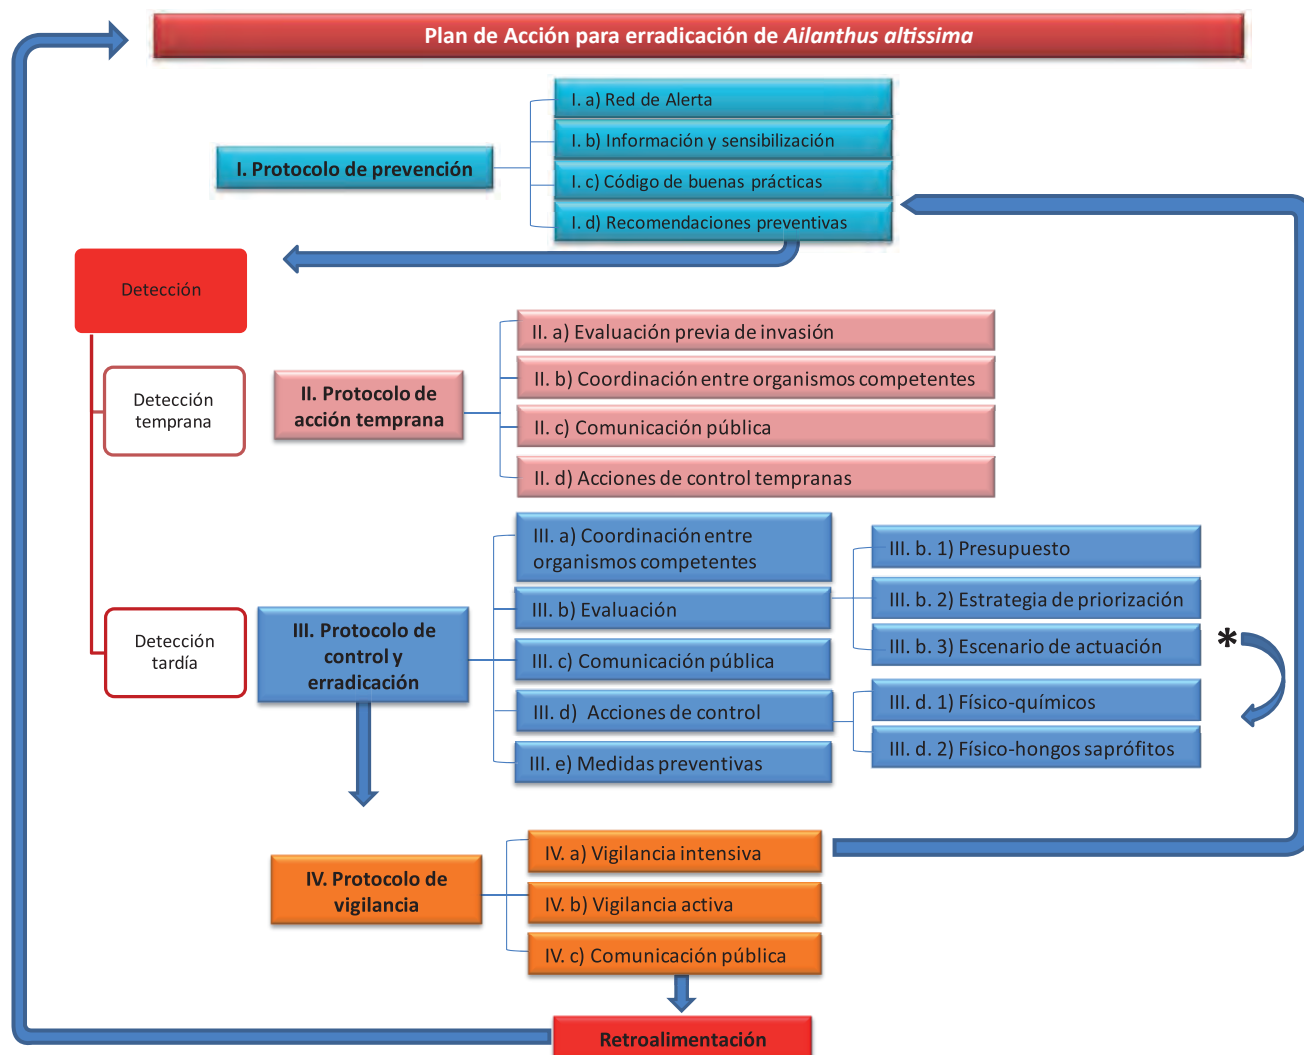 Plan de Acción para erradicación de Ailanthus altissima
I. Protocolo de prevención
I. a) Red de Alerta
I. b) Información y sensibilización
I. c) Código de buenas prácticas
I. d) Recomendaciones preventivas
Detección
Detección
temprana
II. Protocolo de
acción temprana
II. a) Evaluación previa de invasión
II. b) Coordinación entre organismos competentes
II. c) Comunicación pública
II. d) Acciones de control tempranas
Detección
tardía
III. Protocolo de
control y
erradicación
III. a) Coordinación entre
organismos competentes
III. b) Evaluación
III. b. 1) Presupuesto
III. b. 2) Estrategia de priorización
III. b. 3) Escenario de actuación
*
III. c) Comunicación pública
III. d) Acciones de control
III. d. 1) Físico-químicos
III. d. 2) Físico-hongos saprófitos
III. e) Medidas preventivas
IV. Protocolo de
vigilancia
IV. a) Vigilancia intensiva
IV. b) Vigilancia activa
IV. c) Comunicación pública
Retroalimentación